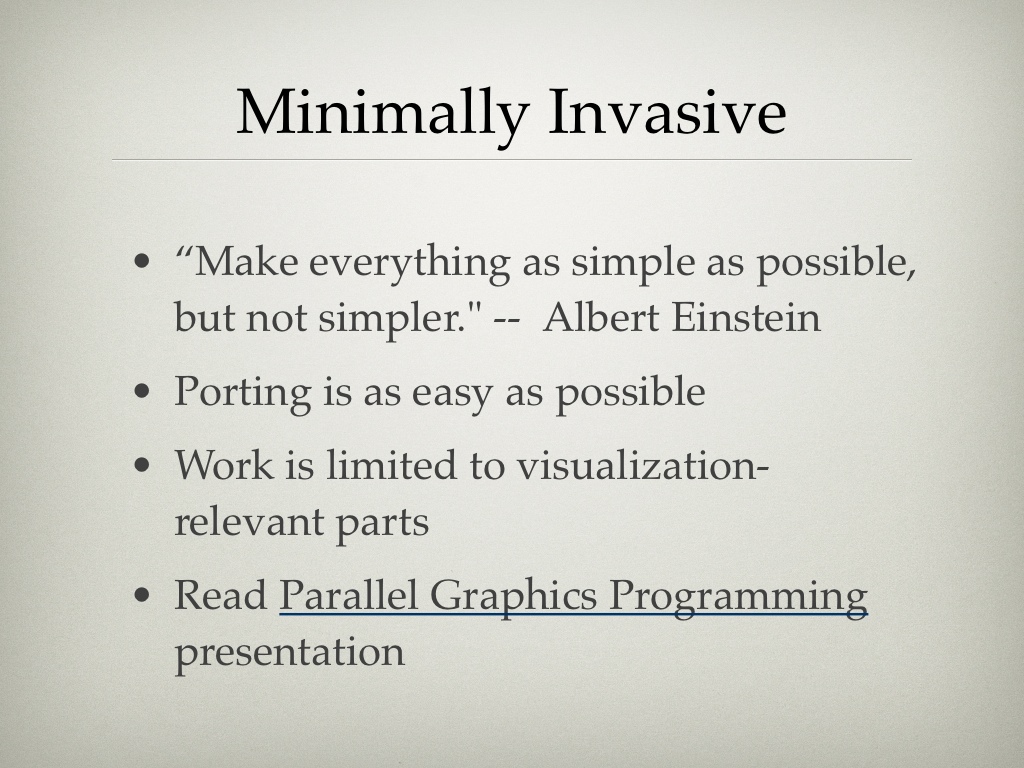 Minimally Invasive
• “Make everything as simple as possible,
but not simpler." --  Albert Einstein
• Porting is as easy as possible
• Work is limited to visualization-
relevant parts
• Read Parallel Graphics Programming
presentation